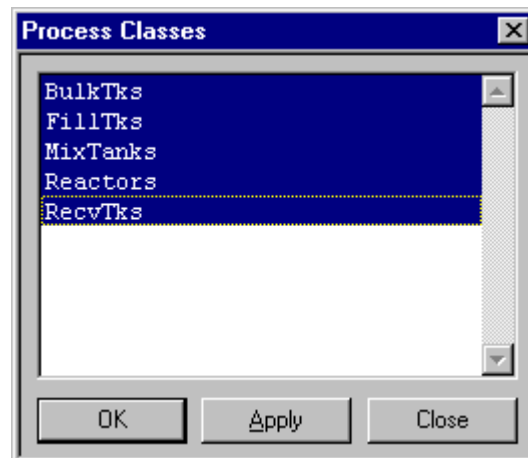 Process Classes
BulkTks
FillTks
MixTanks
Reactors
RecvTks
OK
Apply
Close